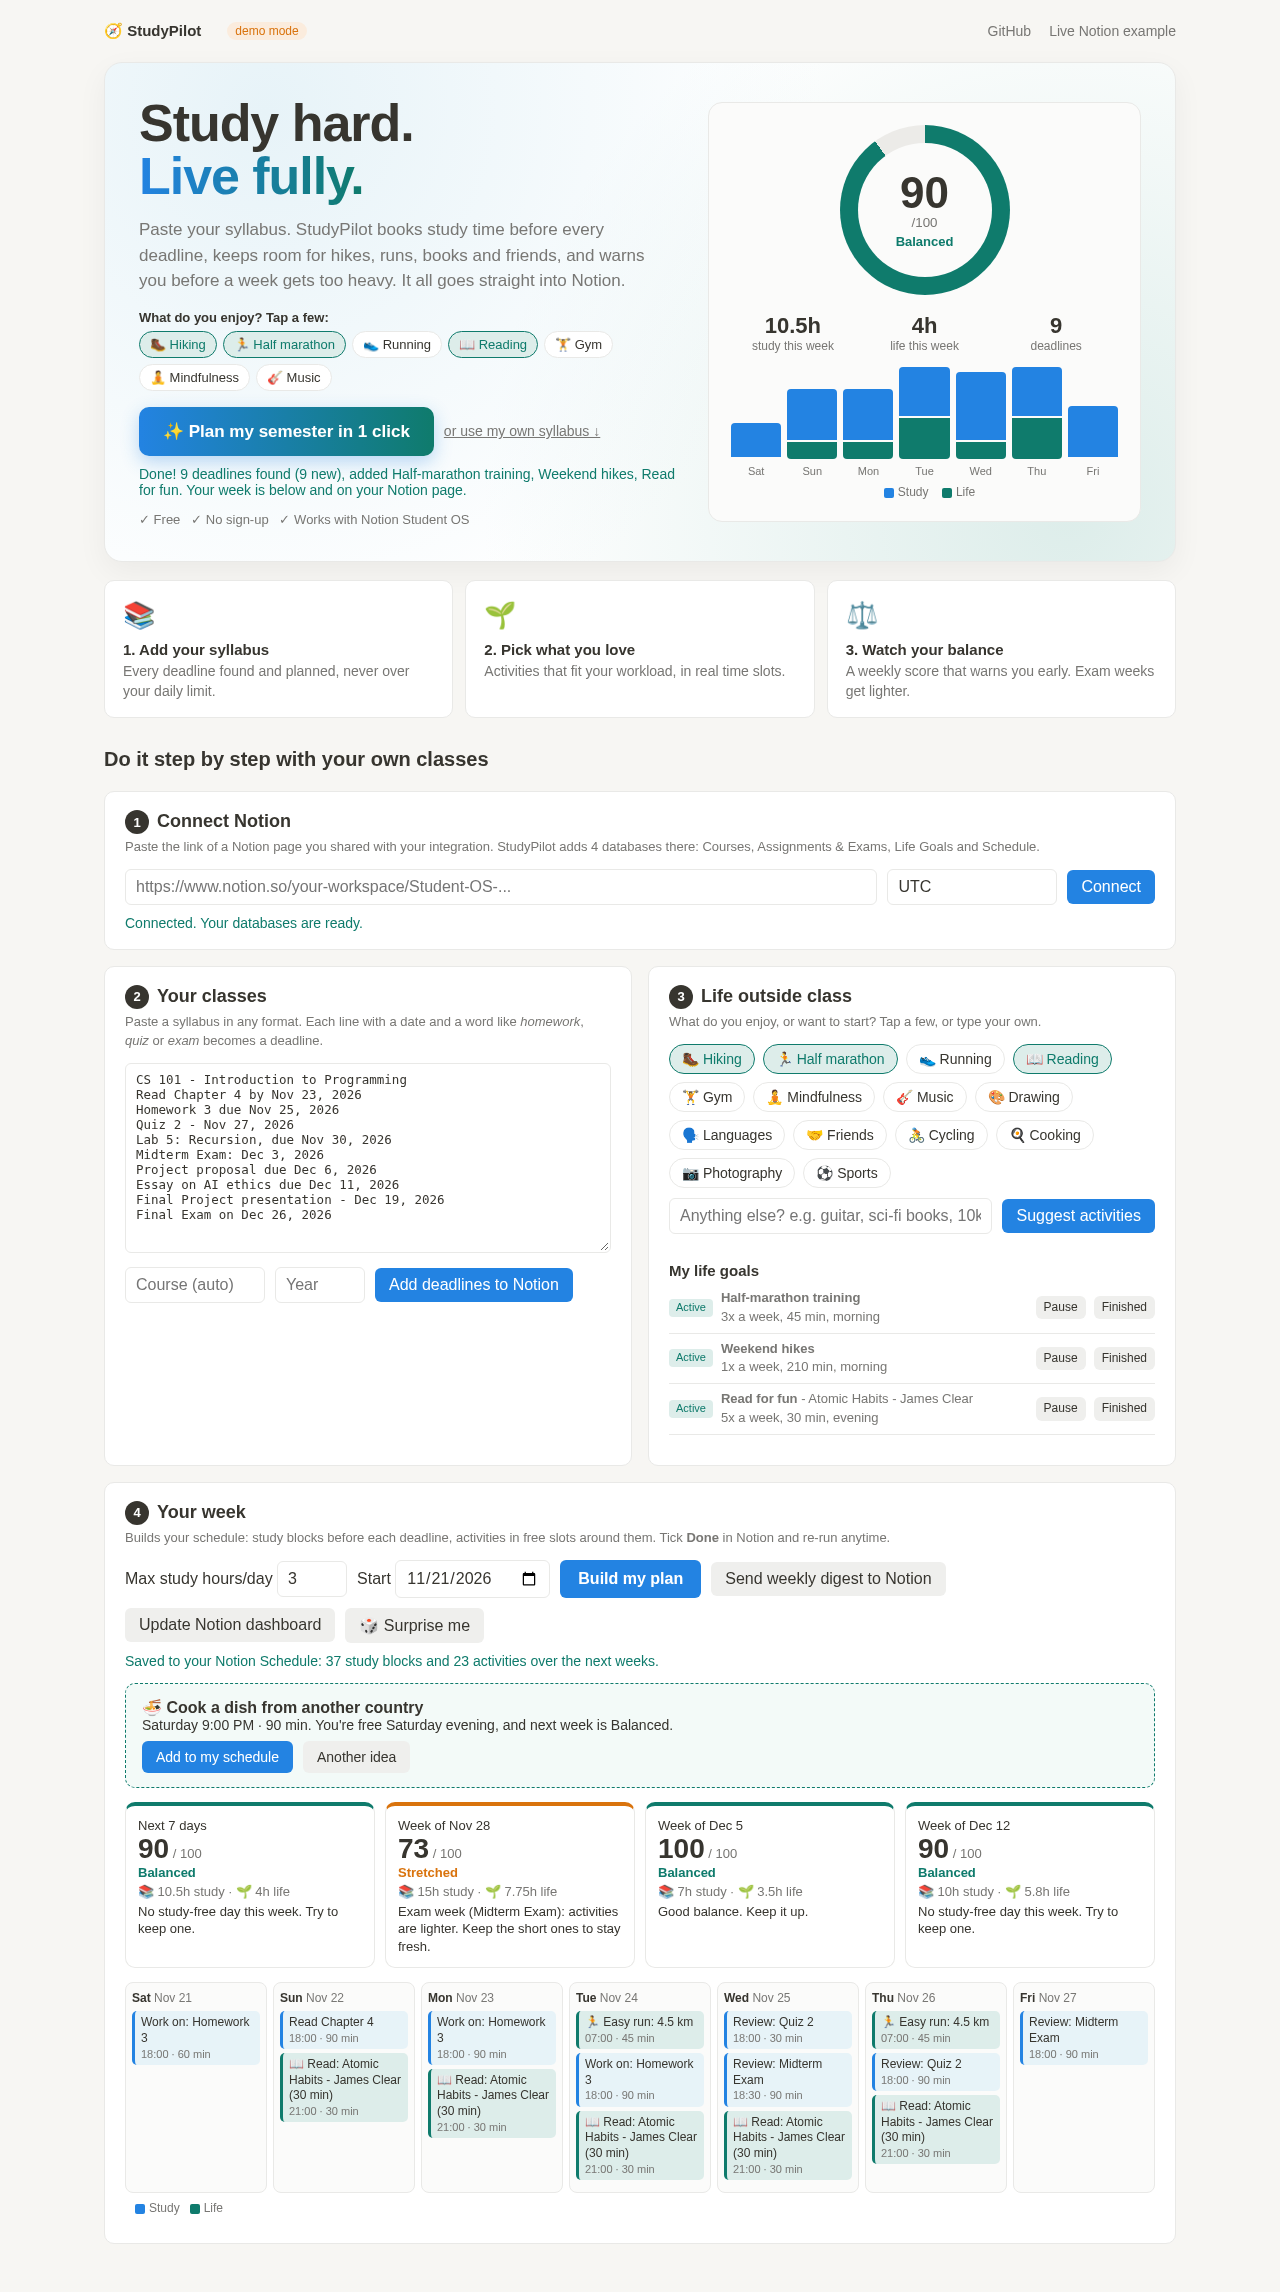 🧭 StudyPilot demo mode GitHub Live Notion example
Study hard.
Live fully.
Paste your syllabus. StudyPilot books study time before every
deadline, keeps room for hikes, runs, books and friends, and warns
you before a week gets too heavy. It all goes straight into Notion.
What do you enjoy? Tap a few:
🥾 Hiking 🏃 Half marathon 👟 Running 📖 Reading 🏋️ Gym
🧘 Mindfulness 🎸 Music
✨ Plan my semester in 1 click or use my own syllabus ↓
Done! 9 deadlines found (9 new), added Half-marathon training, Weekend hikes, Read
for fun. Your week is below and on your Notion page.
✓ Free ✓ No sign-up ✓ Works with Notion Student OS
90
/100
Balanced
10.5h 4h 9
study this week life this week deadlines
Sat Sun Mon Tue Wed Thu Fri
Study Life
1. Add your syllabus
Every deadline found and planned, never over
your daily limit.
2. Pick what you love
Activities that fit your workload, in real time slots.
3. Watch your balance
A weekly score that warns you early. Exam weeks
get lighter.
Do it step by step with your own classes
1 Connect Notion
Paste the link of a Notion page you shared with your integration. StudyPilot adds 4 databases there: Courses, Assignments & Exams, Life Goals and Schedule.
https://www.notion.so/your-workspace/Student-OS-... UTC Connect
Connected. Your databases are ready.
2 Your classes
Paste a syllabus in any format. Each line with a date and a word like homework,
quiz or exam becomes a deadline.
CS 101 - Introduction to Programming
Read Chapter 4 by Nov 23, 2026
Homework 3 due Nov 25, 2026
Quiz 2 - Nov 27, 2026
Lab 5: Recursion, due Nov 30, 2026
Midterm Exam: Dec 3, 2026
Project proposal due Dec 6, 2026
Essay on AI ethics due Dec 11, 2026
Final Project presentation - Dec 19, 2026
Final Exam on Dec 26, 2026
Course (auto) Year Add deadlines to Notion
3 Life outside class
What do you enjoy, or want to start? Tap a few, or type your own.
🥾 Hiking 🏃 Half marathon 👟 Running 📖 Reading
🏋️ Gym 🧘 Mindfulness 🎸 Music 🎨 Drawing
🗣️ Languages 🤝 Friends 🚴 Cycling 🍳 Cooking
📷 Photography ⚽ Sports
Anything else? e.g. guitar, sci-fi books, 10k Suggest activities
My life goals
Active Half-marathon training Pause Finished
3x a week, 45 min, morning
Active Weekend hikes Pause Finished
1x a week, 210 min, morning
Active Read for fun - Atomic Habits - James Clear Pause Finished
5x a week, 30 min, evening
4 Your week
Builds your schedule: study blocks before each deadline, activities in free slots around them. Tick Done in Notion and re-run anytime.
Max study hours/day 3 Start 11/21/2026 Build my plan Send weekly digest to Notion
Update Notion dashboard 🎲 Surprise me
Saved to your Notion Schedule: 37 study blocks and 23 activities over the next weeks.
🍜 Cook a dish from another country
Saturday 9:00 PM · 90 min. You're free Saturday evening, and next week is Balanced.
Add to my schedule Another idea
Next 7 days
90 / 100
Balanced
📚 10.5h study · 🌱 4h life
No study-free day this week. Try to
keep one.
Week of Nov 28
73 / 100
Stretched
📚 15h study · 🌱 7.75h life
Exam week (Midterm Exam): activities
are lighter. Keep the short ones to stay
fresh.
Week of Dec 5
100 / 100
Balanced
📚 7h study · 🌱 3.5h life
Good balance. Keep it up.
Week of Dec 12
90 / 100
Balanced
📚 10h study · 🌱 5.8h life
No study-free day this week. Try to
keep one.
Sat Nov 21
Work on: Homework
3
18:00 · 60 min
Sun Nov 22
Read Chapter 4
18:00 · 90 min
📖 Read: Atomic
Habits - James Clear
(30 min)
21:00 · 30 min
Mon Nov 23
Work on: Homework
3
18:00 · 90 min
📖 Read: Atomic
Habits - James Clear
(30 min)
21:00 · 30 min
Tue Nov 24
🏃 Easy run: 4.5 km
07:00 · 45 min
Work on: Homework
3
18:00 · 90 min
📖 Read: Atomic
Habits - James Clear
(30 min)
21:00 · 30 min
Wed Nov 25
Review: Quiz 2
18:00 · 30 min
Review: Midterm
Exam
18:30 · 90 min
📖 Read: Atomic
Habits - James Clear
(30 min)
21:00 · 30 min
Thu Nov 26
🏃 Easy run: 4.5 km
07:00 · 45 min
Review: Quiz 2
18:00 · 90 min
📖 Read: Atomic
Habits - James Clear
(30 min)
21:00 · 30 min
Fri Nov 27
Review: Midterm
Exam
18:00 · 90 min
Study Life